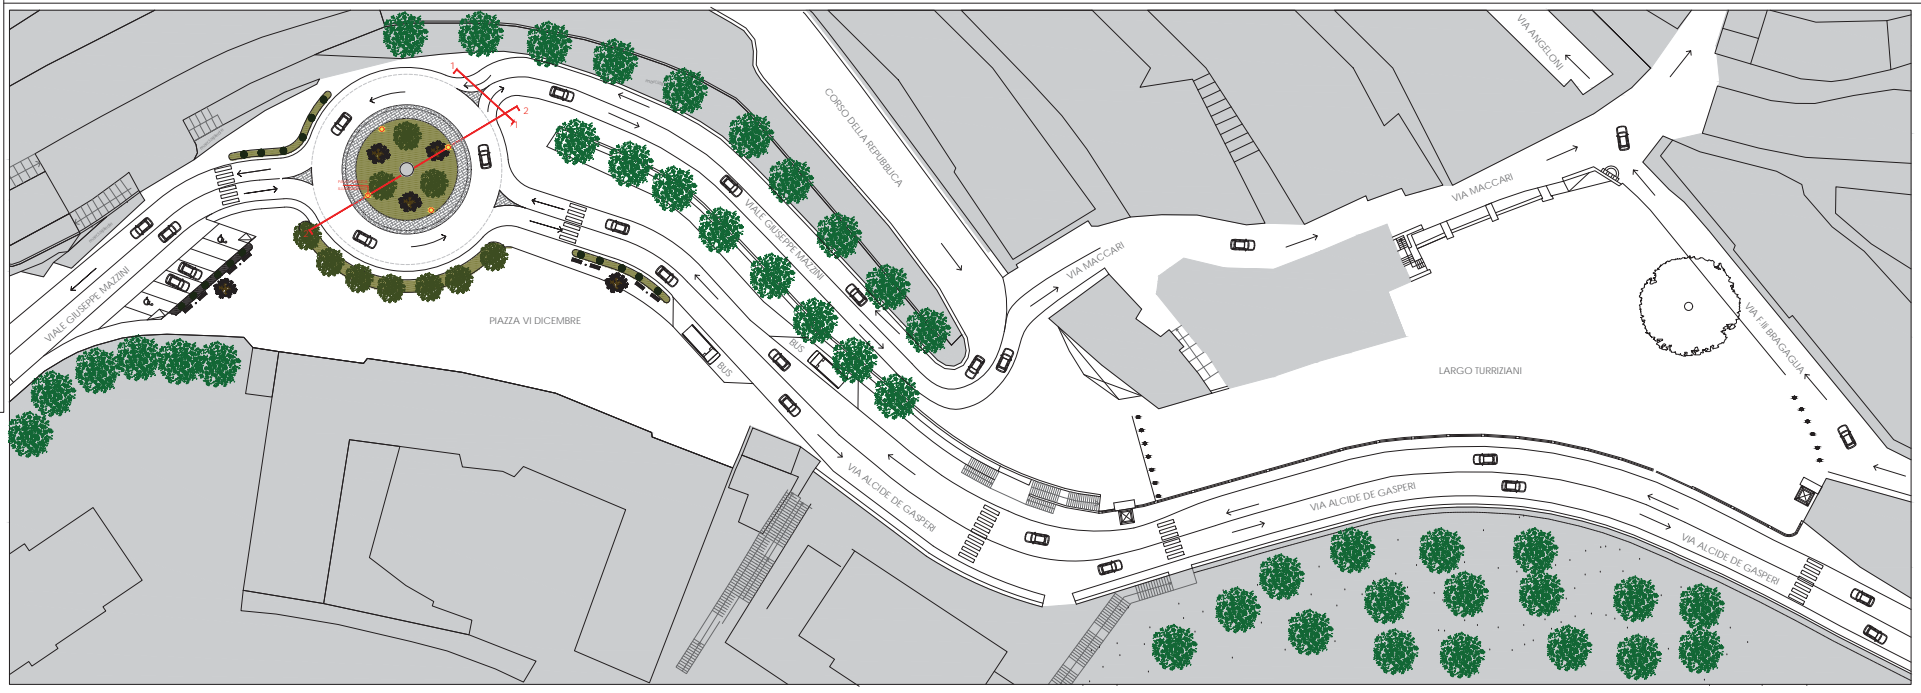 VIA ANGELONI
1
2
1
CORSO DELLA REPUBBLICA
VIA MACCARI
VIALE GIUSEPPE MAZZINI
VIA MACCARI
VIALE GIUSEPPE MAZZINI
PIAZZA VI DICEMBRE
VIA F.lli BRAGAGLIA
BUS
BUS
LARGO TURRIZIANI
VIA ALCIDE DE GASPERI
VIA ALCIDE DE GASPERI
VIA ALCIDE DE GASPERI